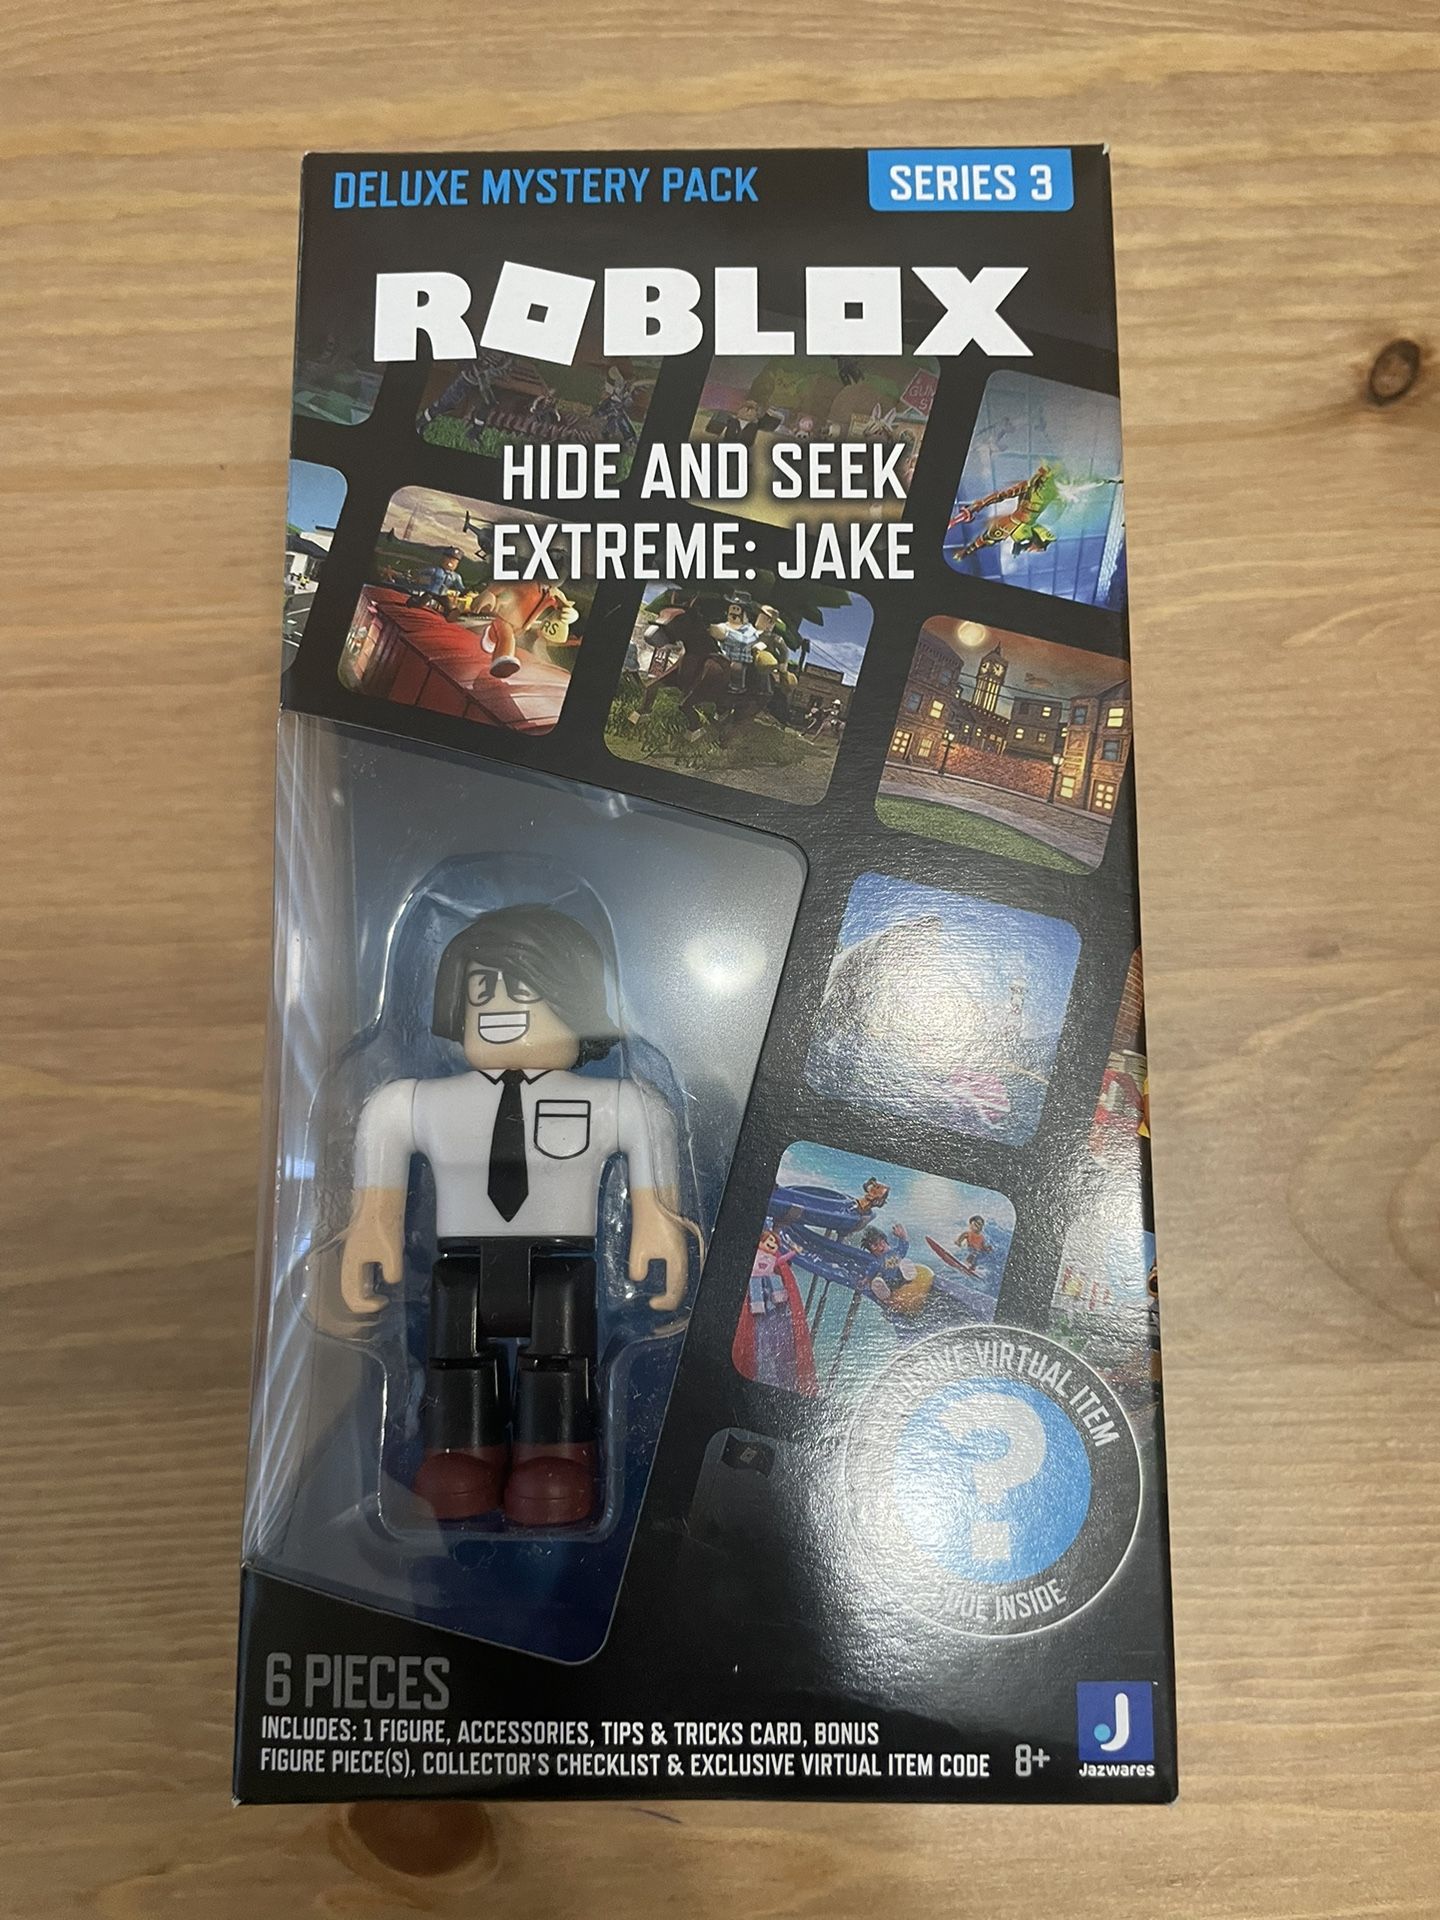 DELUXE MYSTERY PACK
SERIES 3
ROBLOX
HIDE AND SEEK
EXTREME: JAKE
VIRTUAL ITEM
?
INSIDE
6 PIECES
INCLUDES: 1 FIGURE, ACCESSORIES, TIPS & TRICKS CARD, BONUS
FIGURE PIECE(S), COLLECTOR'S CHECKLIST & EXCLUSIVE VIRTUAL ITEM CODE
8+
J
Jazwares